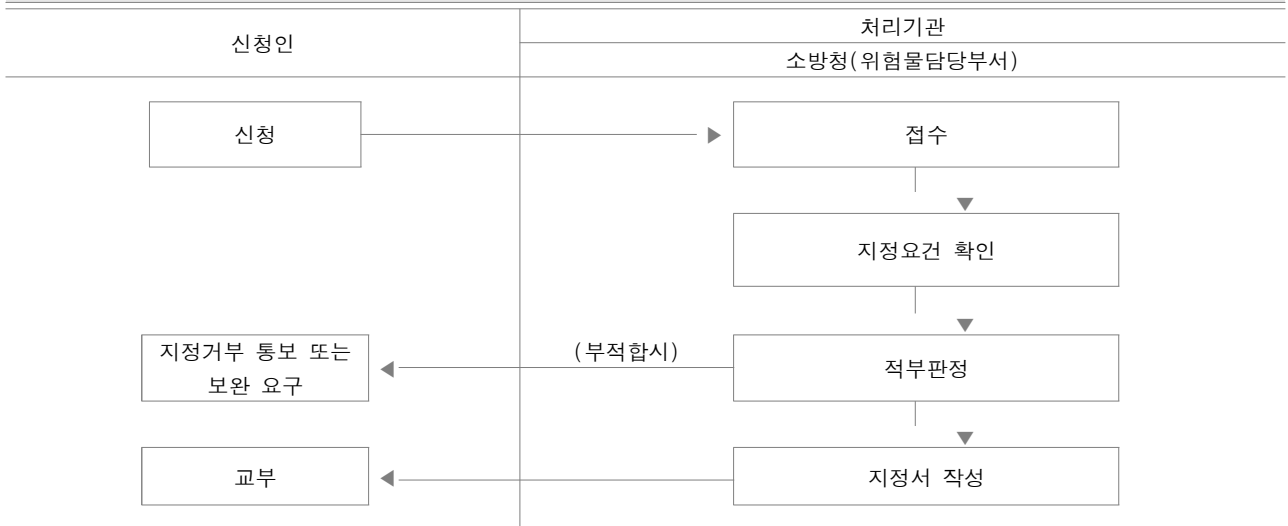 신청인
처리기관
소방청(위험물담당부서)
신청
접수
지정요건 확인
지정거부 통보 또는
보완 요구
(부적합시)
적부판정
교부
지정서 작성